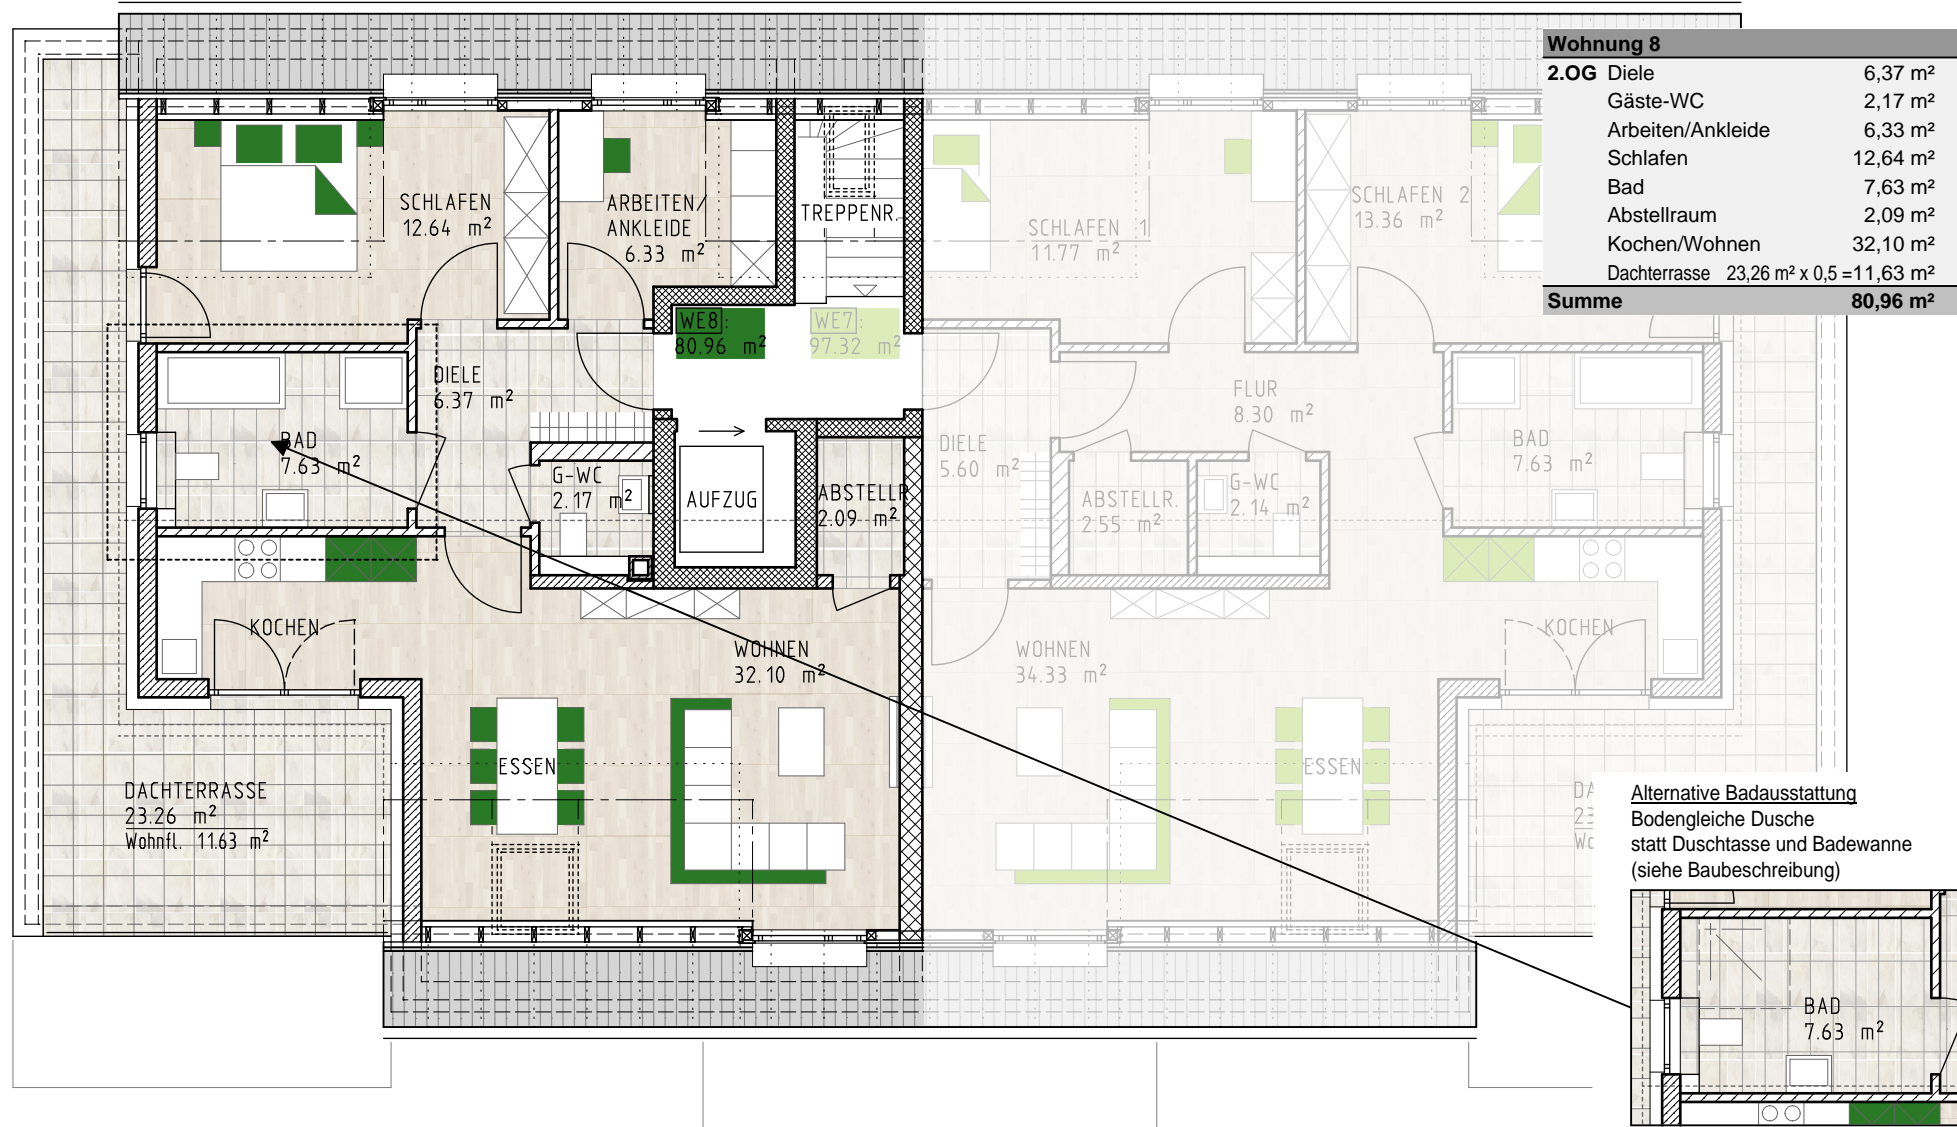 Wohnung 8
2.OG Diele 6,37 m²
Gäste-WC 2,17 m²
Arbeiten/Ankleide 6,33 m²
Schlafen 12,64 m²
Bad 7,63 m²
Abstellraum 2,09 m²
Kochen/Wohnen 32,10 m²
Dachterrasse 23,26 m² x 0,5 =11,63 m²
Summe 80,96 m²
SCHLAFEN
12.64 m²
ARBEITEN/
ANKLEIDE
6.33 m²
TREPPENR.
SCHLAFEN 1
11.77 m²
SCHLAFEN 2
13.36 m²
WE8:
80.96 m²
WE7:
97.32 m²
DIELE
6.37 m²
BAD
7.63 m²
G-WC
2.17 m²
AUFZUG
ABSTELLR
2.09 m²
DIELE
5.60 m²
FLUR
8.30 m²
ABSTELLR.
2.55 m²
G-WC
2.14 m²
BAD
7.63 m²
KOCHEN
WOHNEN
32.10 m²
WOHNEN
34.33 m²
KOCHEN
ESSEN
ESSEN
DACHTERRASSE
23.26 m²
Wohnfl. 11.63 m²
DA
23
Wo
Alternative Badausstattung
Bodengleiche Dusche
statt Duschtasse und Badewanne
(siehe Baubeschreibung)
BAD
7.63 m²